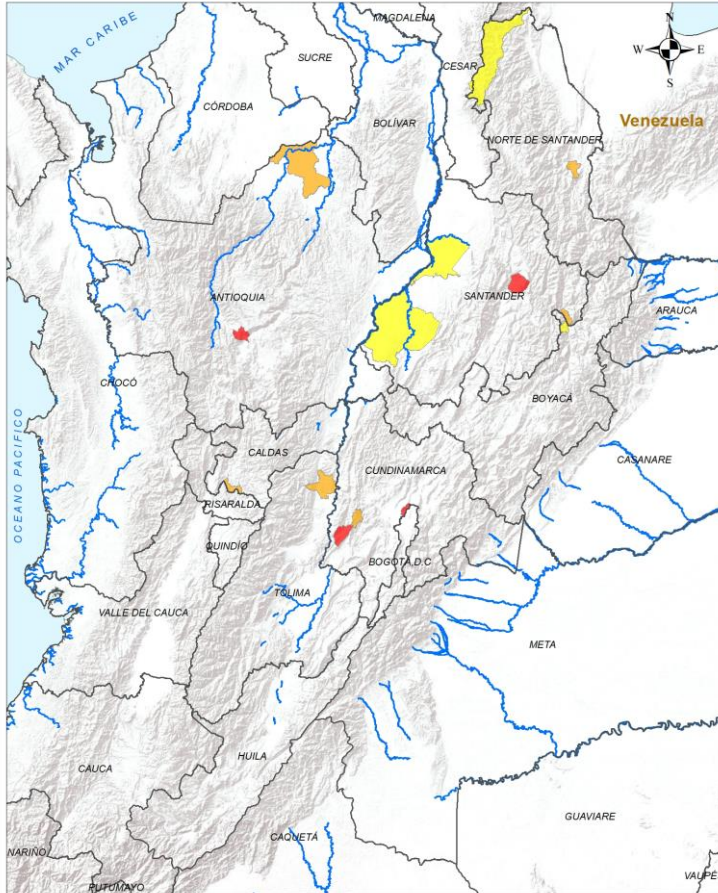 MAGDALENA
MAR CARIBE
SUCRE
CESAR
N
W
E
S
CÓRDOBA
BOLÍVAR
Venezuela
NORTE DE SANTANDER
ANTIOQUIA
SANTANDER
ARAUCA
CHOCÓ
BOYACÁ
CALDAS
CUNDINAMARCA
CASANARE
OCEANO PACIFICO
RISARALDA
QUINDÍO
BOGOTÁ D.C
TOLIMA
VALLE DEL CAUCA
META
HUILA
CAUCA
GUAVIARE
CAQUETÁ
NARIÑO
PUTUMAYO
VAUPÉ